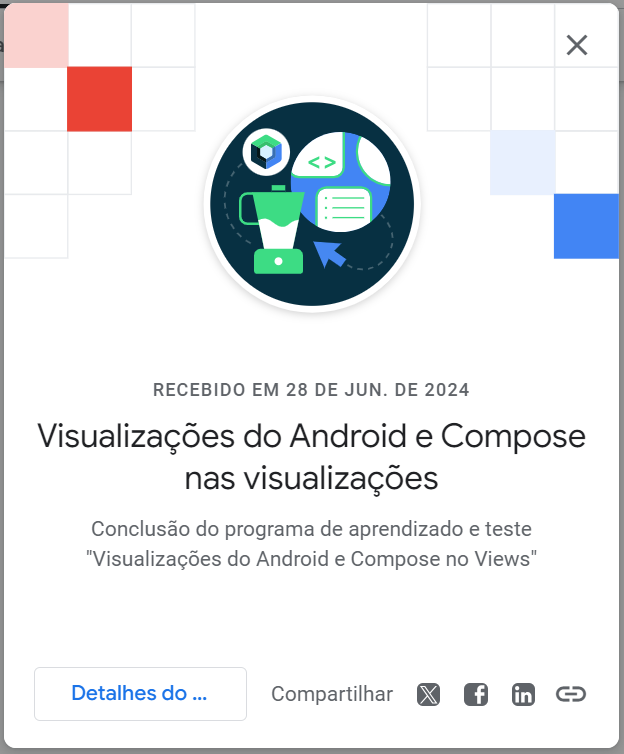 < >
RECEBIDO EM 28 DE JUN. DE 2024
Visualizações do Android e Compose
nas visualizações
Conclusão do programa de aprendizado e teste
"Visualizações do Android e Compose no Views"
Detalhes do ...
Compartilhar